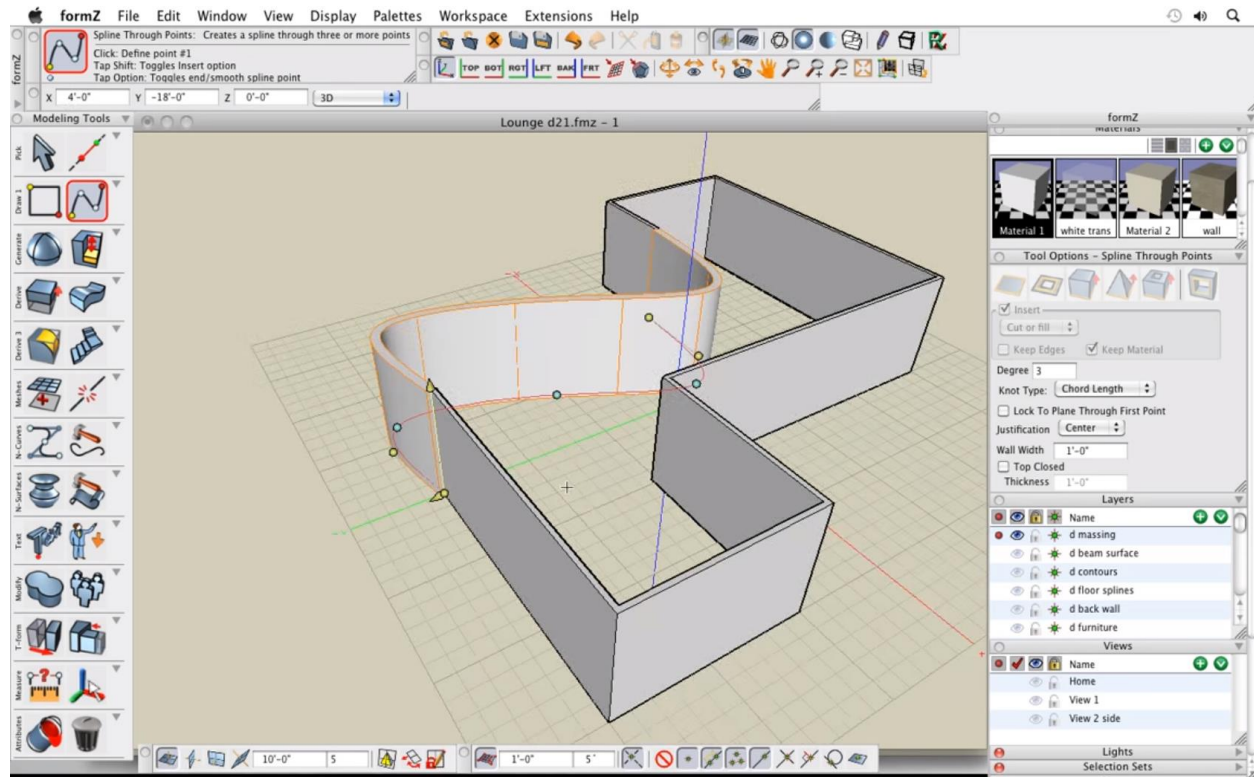 formZ File Edit Window View Display Palettes Workspace Extensions Help
Spline Through Points: Creates a spline through three or more points
Click: Define point #1
Tap Shift: Toggles Insert option
Tap Option: Toggles end/smooth spline point
formZ
TOP BOT RGT LFT BAK FRT
X 4'-0" Y -18'-0" Z 0'-0" 3D
Modeling Tools
Lounge d21.fmz - 1
formZ
Pick
Draw 1
Generate
Derive
Derive 3
Meshes
N-Curves
N-Surfaces
Text
Modify
T-form
Measure
Attributes
Materials
Material 1 white trans Material 2 wall
Tool Options - Spline Through Points
Insert
Cut or fill
Keep Edges Keep Material
Degree 3
Knot Type: Chord Length
Lock To Plane Through First Point
Justification Center
Wall Width 1'-0"
Top Closed
Thickness 1'-0"
Layers
Name
d massing
d beam surface
d contours
d floor splines
d back wall
d furniture
Views
Name
Home
View 1
View 2 side
Lights
Selection Sets
10'-0" 5
1'-0" 5°